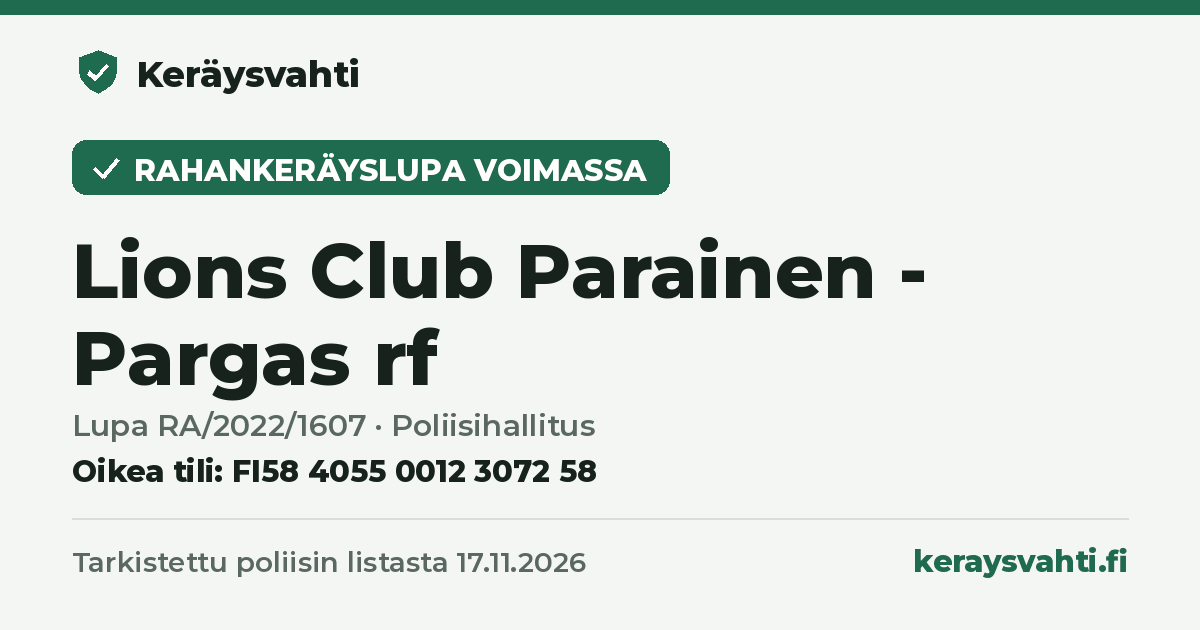 Keräysvahti
RAHANKERÄYSLUPA VOIMASSA
Lions Club Parainen -
Pargas rf
Lupa RA/2022/1607 · Poliisihallitus
Oikea tili: FI58 4055 0012 3072 58
Tarkistettu poliisin listasta 17.11.2026
keraysvahti.fi